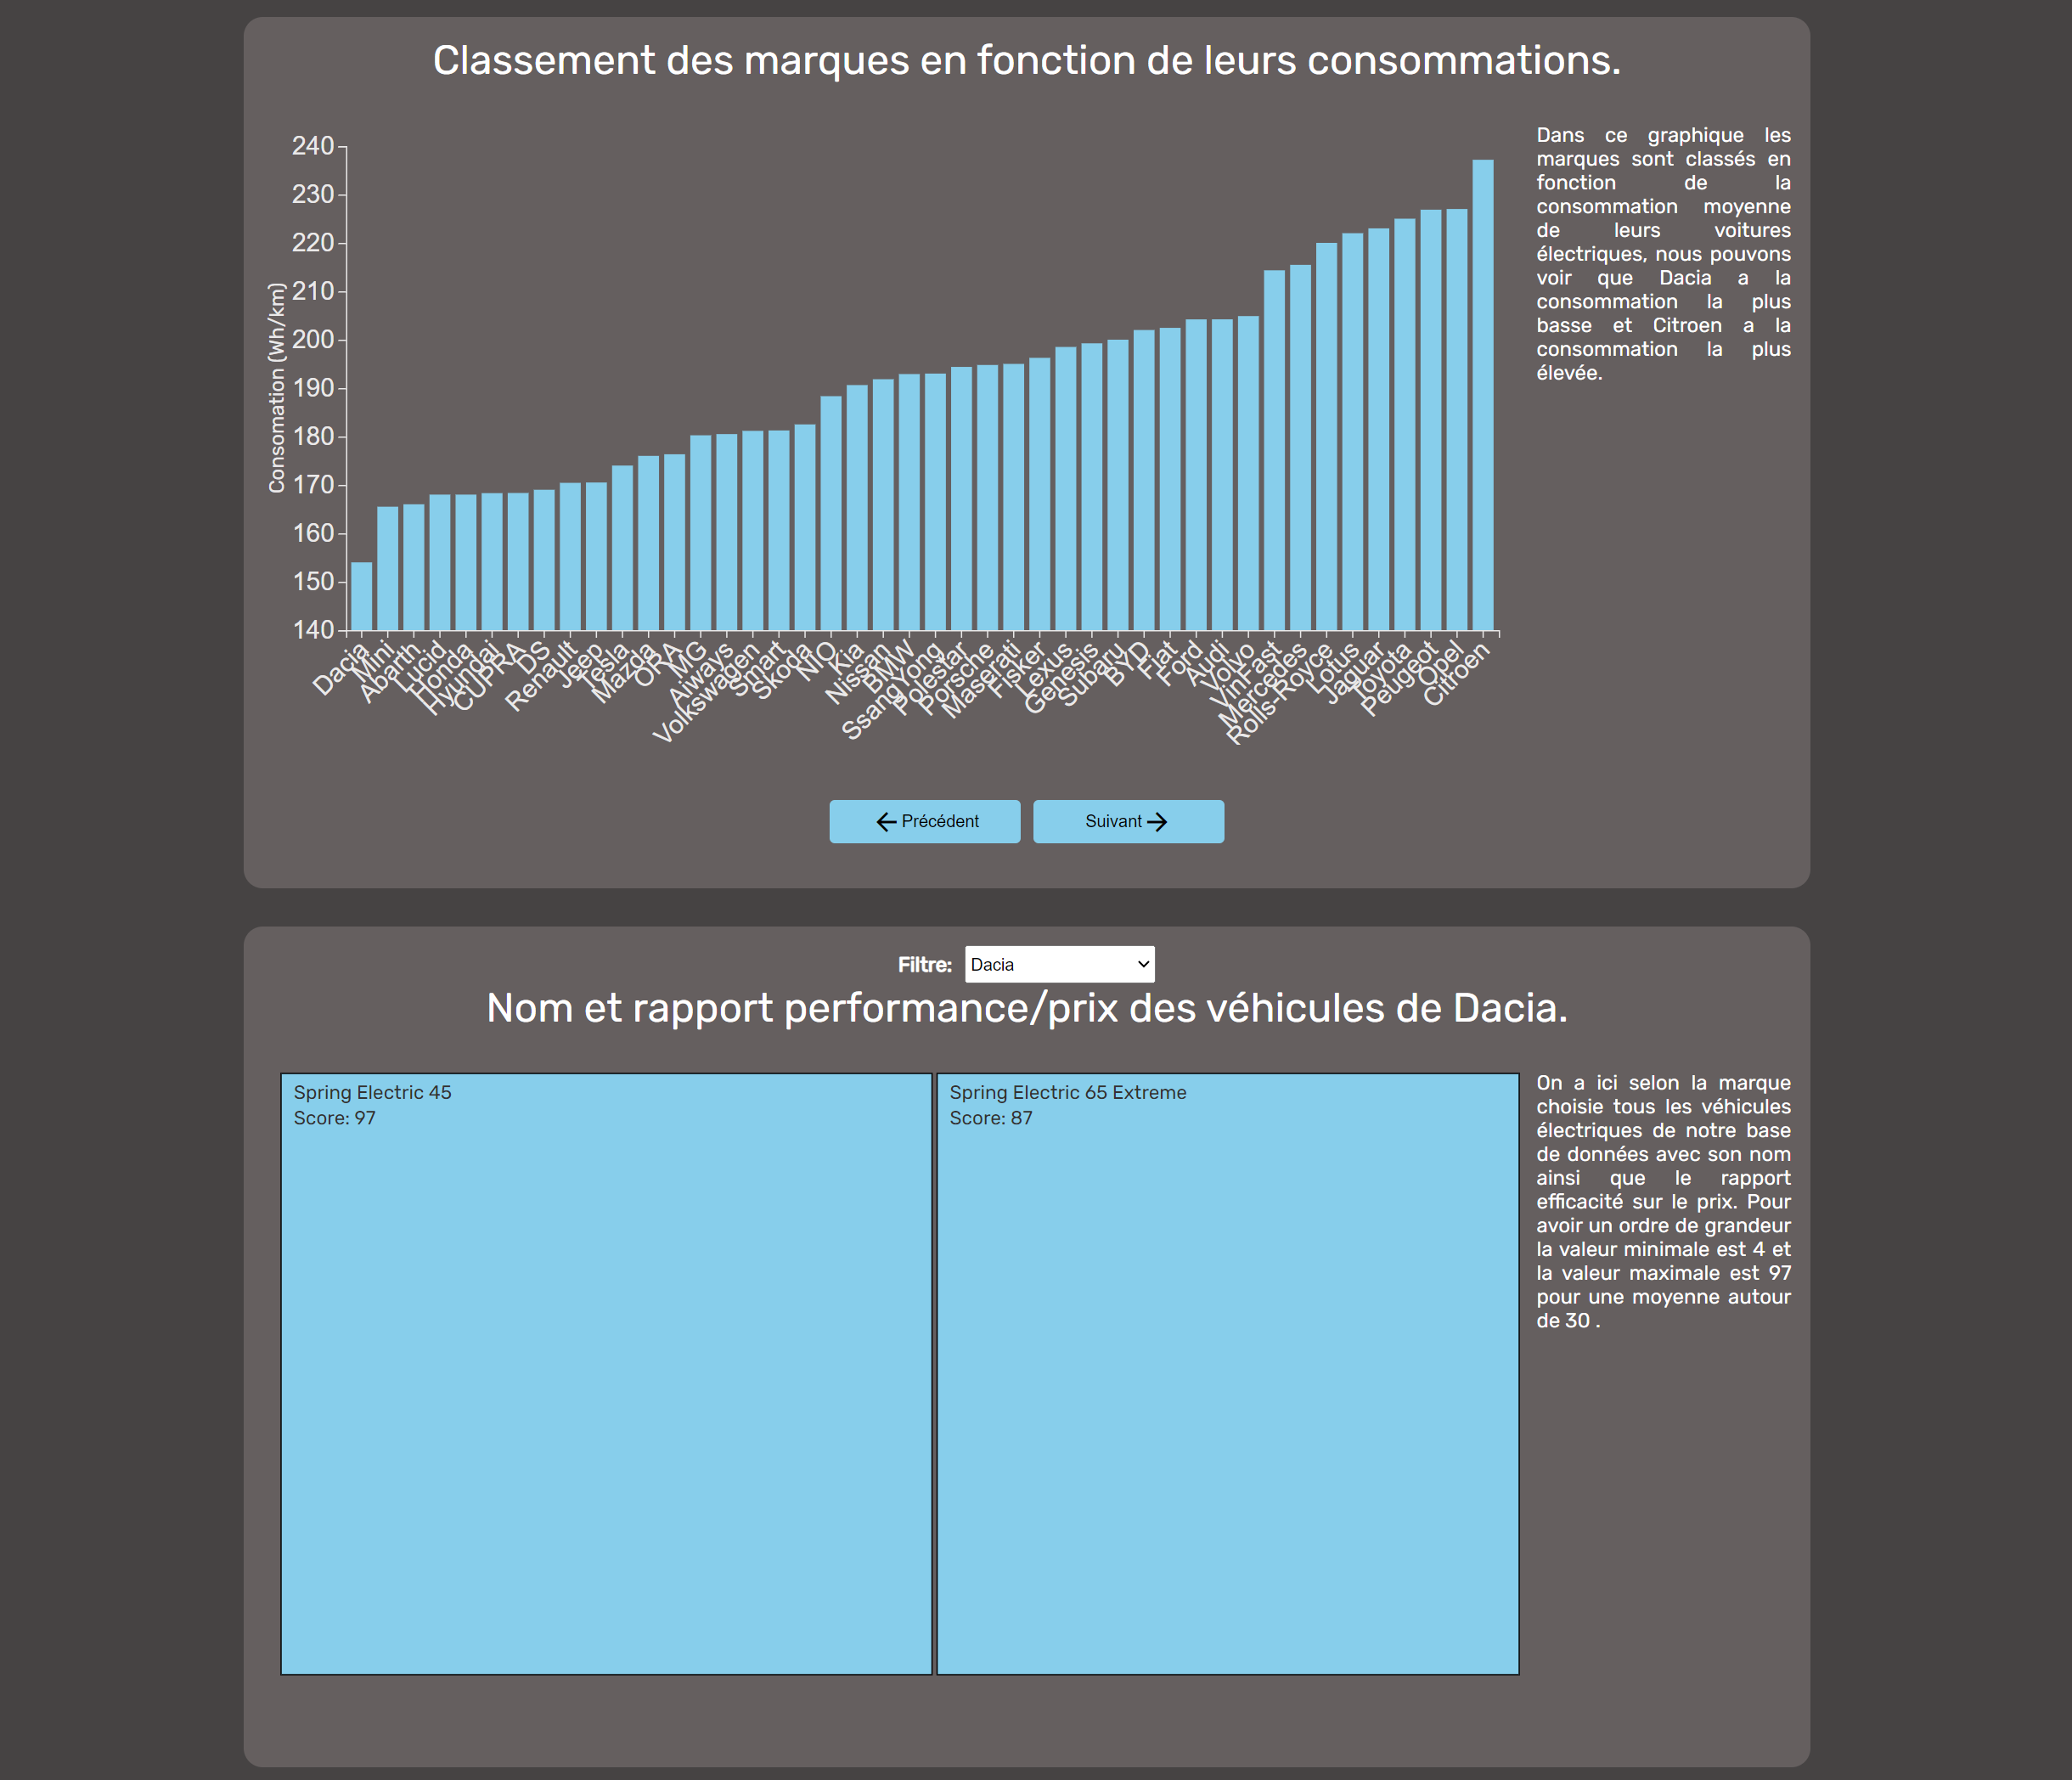 Classement des marques en fonction de leurs consommations.
240
230
220
210
200
190
180
170
160
150
140
Consomation (Wh/km)
Dacia
Mini
Abarth
Lucid
Honda
Hyundai
CUPRA
DS
Renault
Jeep
Tesla
Mazda
ORA
MG
Aiways
Volkswagen
Smart
Skoda
NIO
Kia
Nissan
BMW
SsangYong
Polestar
Porsche
Maserati
Fisker
Lexus
Genesis
Subaru
BYD
Fiat
Ford
Audi
Volvo
VinFast
Mercedes
Rolls-Royce
Lotus
Jaguar
Toyota
Peugeot
Opel
Citroen
Dans ce graphique les
marques sont classés en
fonction de la
consommation moyenne
de leurs voitures
électriques, nous pouvons
voir que Dacia a la
consommation la plus
basse et Citroen a la
consommation la plus
élevée.
Précédent
Suivant
Filtre: Dacia
Nom et rapport performance/prix des véhicules de Dacia.
Spring Electric 45
Score: 97
Spring Electric 65 Extreme
Score: 87
On a ici selon la marque
choisie tous les véhicules
électriques de notre base
de données avec son nom
ainsi que le rapport
efficacité sur le prix. Pour
avoir un ordre de grandeur
la valeur minimale est 4 et
la valeur maximale est 97
pour une moyenne autour
de 30 .